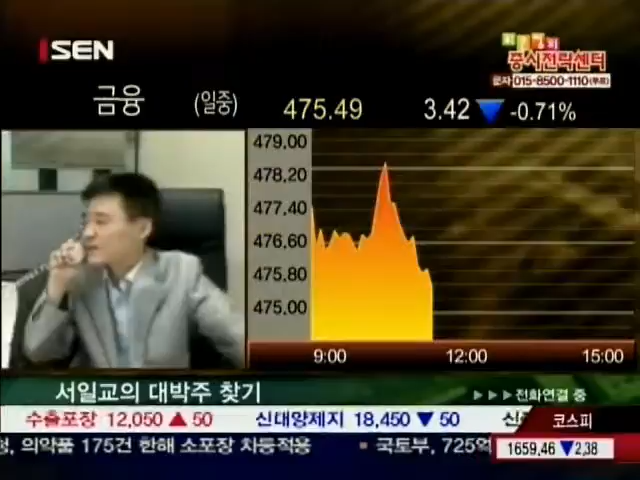 SEN
증시전략센터
문자 015-8500-1110(무료)
금융 (일중) 475.49 3.42▼ -0.71%
479.00
478.20
477.40
476.60
475.80
475.00
9:00 12:00 15:00
서일교의 대박주 찾기
▶▶▶전화연결 중
수출포장 12,050 ▲ 50 신대양제지 18,450 ▼ 50
코스피
, 의약품 175건 한해 소포장 차등적용 ▪ 국토부, 725억
1659.46 ▼2.38